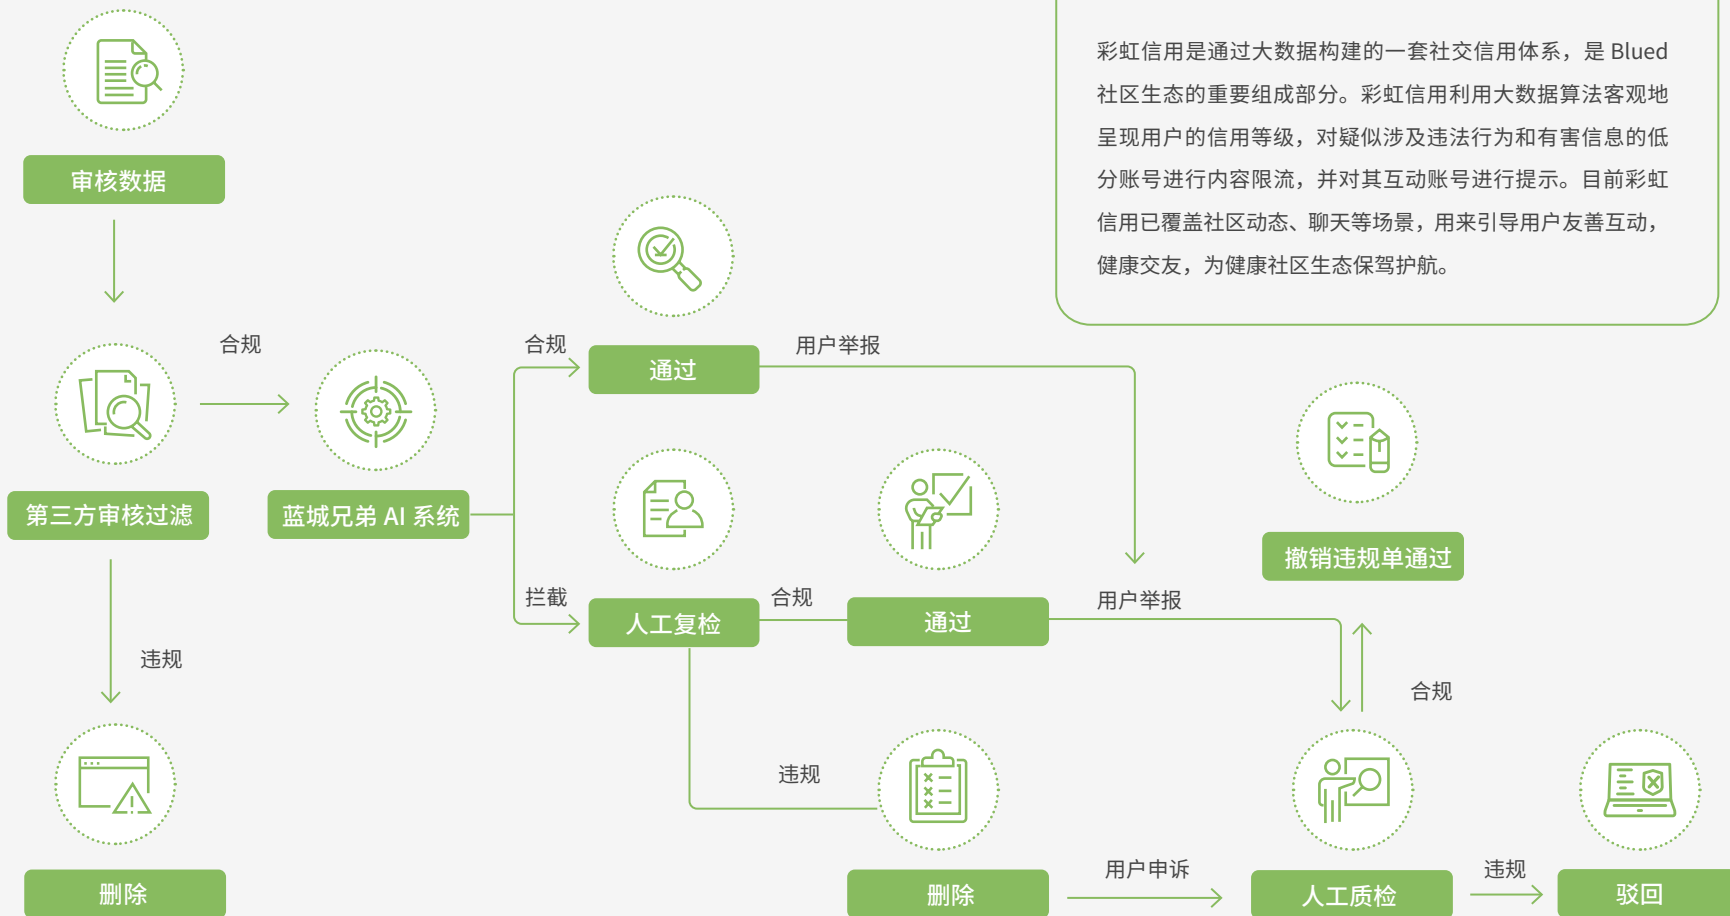 彩虹信用是通过大数据构建的一套社交信用体系，是 Blued
社区生态的重要组成部分。彩虹信用利用大数据算法客观地
呈现用户的信用等级，对疑似涉及违法行为和有害信息的低
分账号进行内容限流，并对其互动账号进行提示。目前彩虹
信用已覆盖社区动态、聊天等场景，用来引导用户友善互动，
健康交友，为健康社区生态保驾护航。
审核数据
合规
合规
通过
用户举报
第三方审核过滤
蓝城兄弟 AI 系统
撤销违规单通过
拦截
人工复检
合规
通过
用户举报
违规
合规
违规
删除
删除
用户申诉
人工质检
违规
驳回